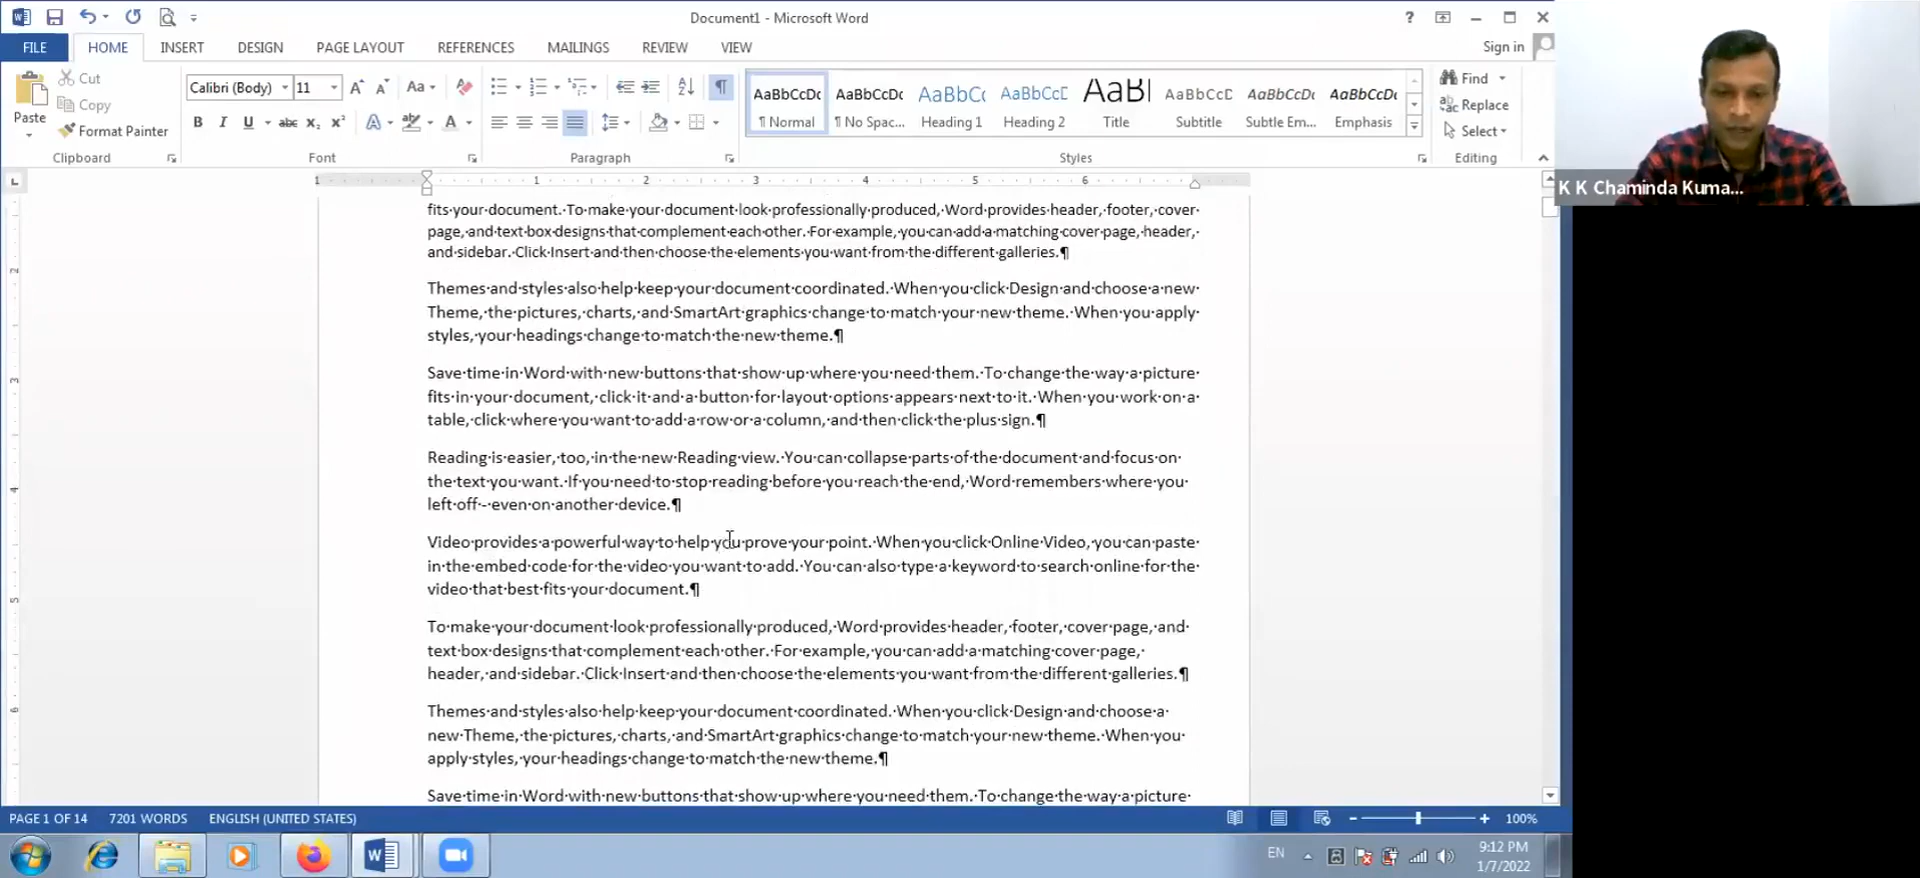 Document1 - Microsoft Word
Sign in
FILE HOME INSERT DESIGN PAGE LAYOUT REFERENCES MAILINGS REVIEW VIEW
Paste
Cut
Copy
Format Painter
Clipboard
Calibri (Body) 11
Font
Paragraph
AaBbCcDc AaBbCcDc AaBbCc AaBbCcD AaBl AaBbCcD AaBbCcDc AaBbCcDc
¶ Normal ¶ No Spac... Heading 1 Heading 2 Title Subtitle Subtle Em... Emphasis
Styles
Find
Replace
Select
Editing
K K Chaminda Kuma...
1 1 2 3 4 5 6
fits your document. To make your document look professionally produced, Word provides header, footer, cover
page, and text box designs that complement each other. For example, you can add a matching cover page, header,
and sidebar. Click Insert and then choose the elements you want from the different galleries.¶
Themes and styles also help keep your document coordinated. When you click Design and choose a new
Theme, the pictures, charts, and SmartArt graphics change to match your new theme. When you apply
styles, your headings change to match the new theme.¶
Save time in Word with new buttons that show up where you need them. To change the way a picture
fits in your document, click it and a button for layout options appears next to it. When you work on a
table, click where you want to add a row or a column, and then click the plus sign.¶
Reading is easier, too, in the new Reading view. You can collapse parts of the document and focus on
the text you want. If you need to stop reading before you reach the end, Word remembers where you
left off - even on another device.¶
Video provides a powerful way to help you prove your point. When you click Online Video, you can paste
in the embed code for the video you want to add. You can also type a keyword to search online for the
video that best fits your document.¶
To make your document look professionally produced, Word provides header, footer, cover page, and
text box designs that complement each other. For example, you can add a matching cover page,
header, and sidebar. Click Insert and then choose the elements you want from the different galleries.¶
Themes and styles also help keep your document coordinated. When you click Design and choose a
new Theme, the pictures, charts, and SmartArt graphics change to match your new theme. When you
apply styles, your headings change to match the new theme.¶
Save time in Word with new buttons that show up where you need them. To change the way a picture
PAGE 1 OF 14 7201 WORDS ENGLISH (UNITED STATES) 100%
EN 9:12 PM
1/7/2022